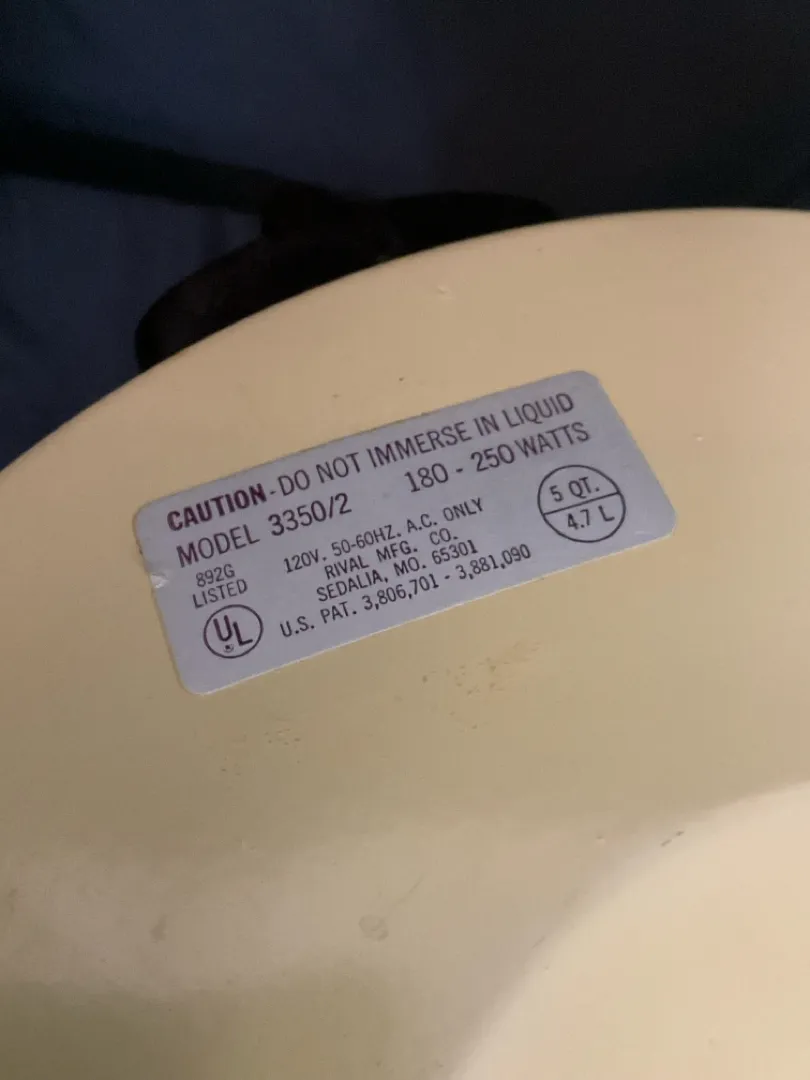 CAUTION - DO NOT IMMERSE IN LIQUID
MODEL 3350/2 180 - 250 WATTS
892G
LISTED
UL
120V. 50-60HZ. A.C. ONLY
RIVAL MFG. CO.
SEDALIA, MO. 65301
U.S. PAT. 3,806,701 - 3,881,090
5 QT.
4.7 L